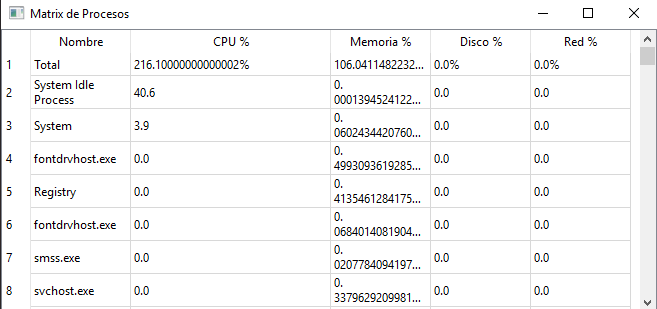 Matrix de Procesos
Nombre CPU % Memoria % Disco % Red %
1 Total 216.10000000000002% 106.0411482232... 0.0% 0.0%
2 System Idle Process 40.6 0. 0001394524122... 0.0 0.0
3 System 3.9 0. 0602434420760... 0.0 0.0
4 fontdrvhost.exe 0.0 0. 4993093619285... 0.0 0.0
5 Registry 0.0 0. 4135461284175... 0.0 0.0
6 fontdrvhost.exe 0.0 0. 0684014081904... 0.0 0.0
7 smss.exe 0.0 0. 0207784094197... 0.0 0.0
8 svchost.exe 0.0 0. 3379629209981... 0.0 0.0